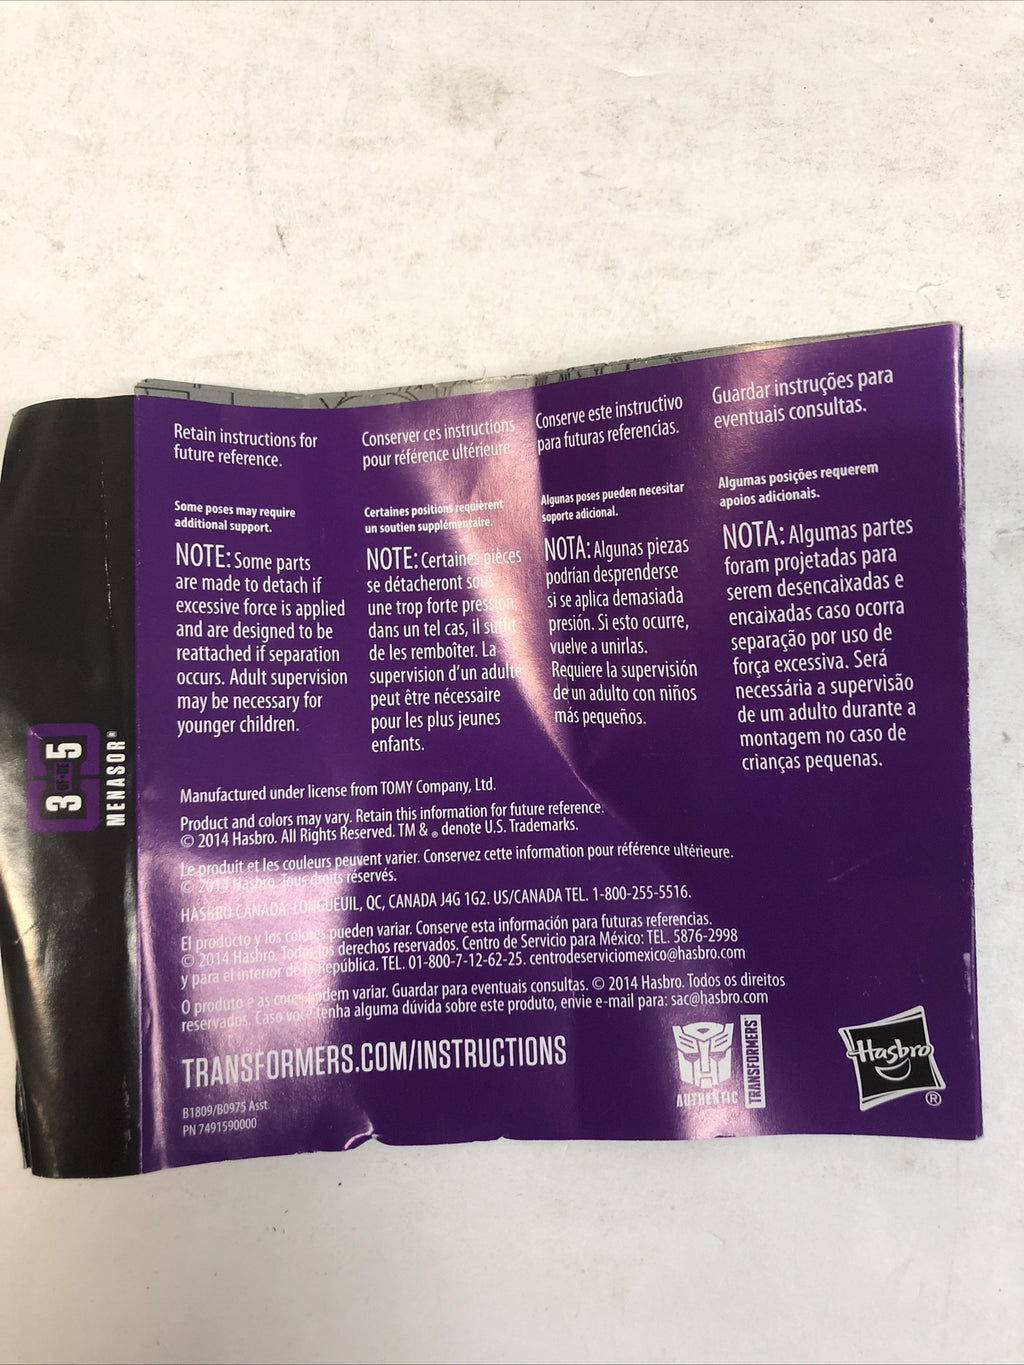 Retain instructions for
future reference.
Some poses may require
additional support.
NOTE: Some parts
are made to detach if
excessive force is applied
and are designed to be
reattached if separation
occurs. Adult supervision
may be necessary for
younger children.
Conserver ces instructions
pour référence ultérieure.
Certaines positions requièrent
un soutien supplémentaire.
NOTE: Certaines pièces
se détacheront sous
une trop forte pression;
dans un tel cas, il suffit
de les remboîter. La
supervision d'un adulte
peut être nécessaire
pour les plus jeunes
enfants.
Conserve este instructivo
para futuras referencias.
Algunas poses pueden necesitar
soporte adicional.
NOTA: Algunas piezas
podrían desprenderse
si se aplica demasiada
presión. Si esto ocurre,
vuelve a unirlas.
Requiere la supervisión
de un adulto con niños
más pequeños.
Guardar instruções para
eventuais consultas.
Algumas posições requerem
apoios adicionais.
NOTA: Algumas partes
foram projetadas para
serem desencaixadas e
encaixadas caso ocorra
separação por uso de
força excessiva. Será
necessária a supervisão
de um adulto durante a
montagem no caso de
crianças pequenas.
3 OF•DE 5
MENASOR®
Manufactured under license from TOMY Company, Ltd.
Product and colors may vary. Retain this information for future reference.
© 2014 Hasbro. All Rights Reserved. TM & ® denote U.S. Trademarks.
Le produit et les couleurs peuvent varier. Conservez cette information pour référence ultérieure.
© 2014 Hasbro. Tous droits réservés.
HASBRO CANADA, LONGUEUIL, QC, CANADA J4G 1G2. US/CANADA TEL. 1-800-255-5516.
El producto y los colores pueden variar. Conserve esta información para futuras referencias.
© 2014 Hasbro. Todos los derechos reservados. Centro de Servicio para México: TEL. 5876-2998
y para el interior de la República. TEL. 01-800-7-12-62-25. centrodeserviciomexico@hasbro.com
O produto e as cores podem variar. Guardar para eventuais consultas. © 2014 Hasbro. Todos os direitos
reservados. Caso você tenha alguma dúvida sobre este produto, envie e-mail para: sac@hasbro.com
TRANSFORMERS.COM/INSTRUCTIONS
B1809/B0975 Asst.
PN 7491590000
AUTHENTIC
TRANSFORMERS
Hasbro
®